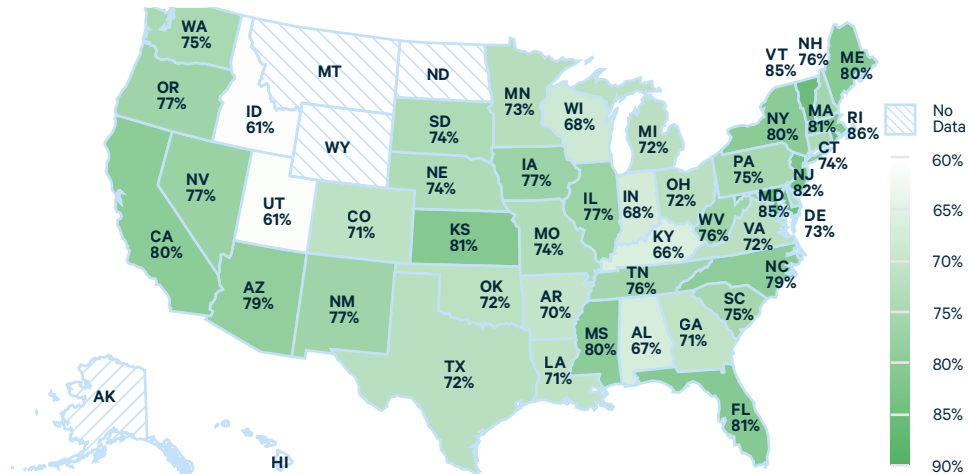 WA
75%
OR
77%
ID
61%
MT
ND
WY
SD
74%
NE
74%
MN
73%
WI
68%
MI
72%
IA
77%
NV
77%
UT
61%
CO
71%
KS
81%
CA
80%
AZ
79%
NM
77%
OK
72%
TX
72%
MO
74%
AR
70%
LA
71%
IL
77%
IN
68%
OH
72%
KY
66%
TN
76%
MS
80%
AL
67%
GA
71%
FL
81%
SC
75%
NC
79%
VA
72%
WV
76%
PA
75%
NY
80%
VT
85%
NH
76%
ME
80%
MA
81%
RI
86%
CT
74%
NJ
82%
MD
85%
DE
73%
AK
HI
No
Data
60%
65%
70%
75%
80%
85%
90%